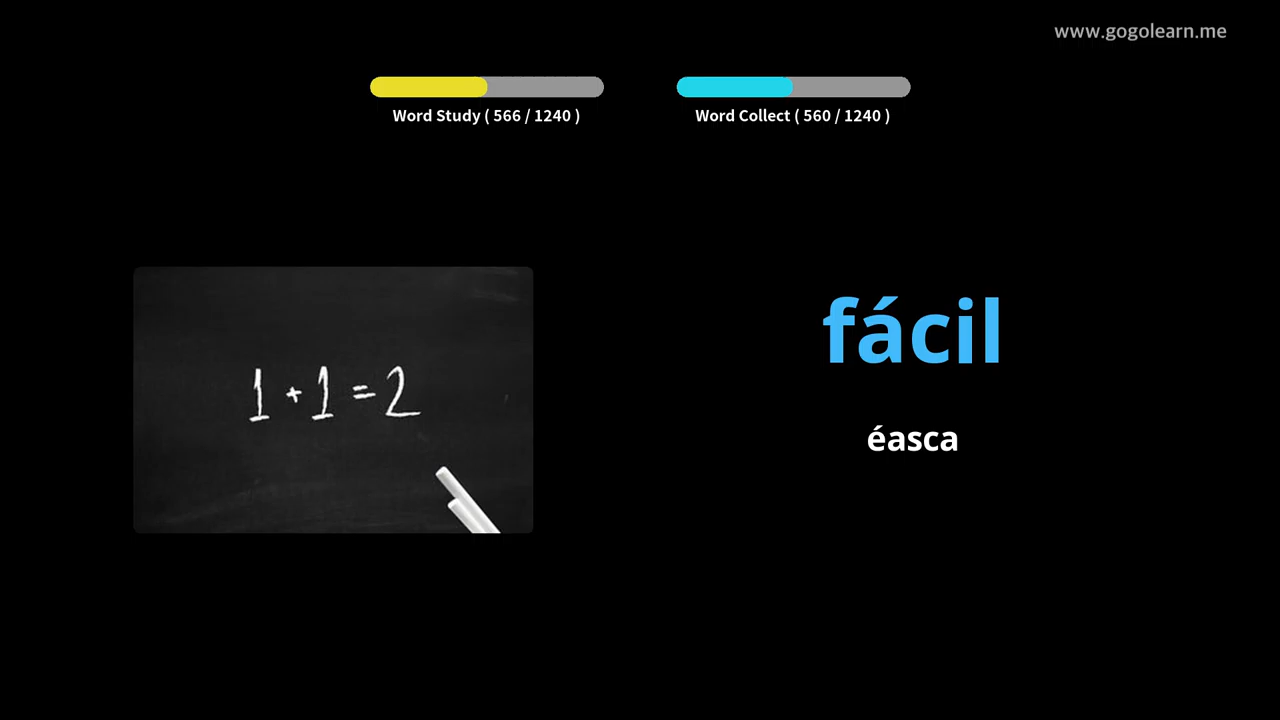 www.gogolearn.me
Word Study ( 566 / 1240 )
Word Collect ( 560 / 1240 )
1 + 1 = 2
fácil
éasca